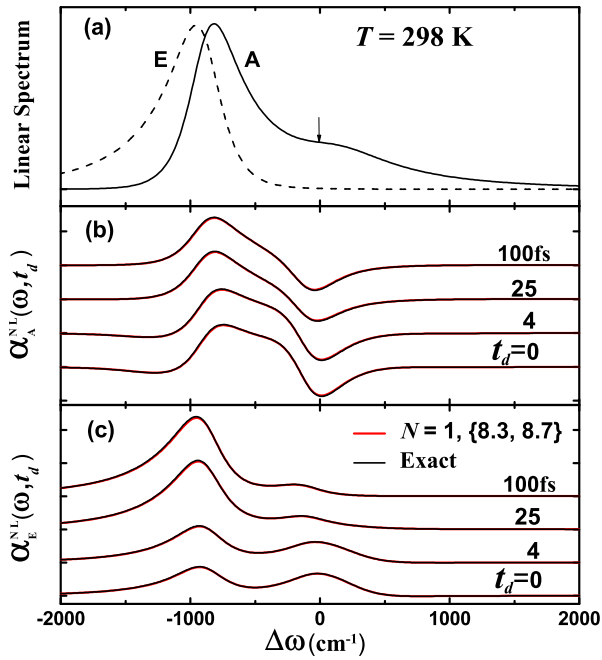 (a)
T = 298 K
E
A
Linear Spectrum
(b)
100fs
25
4
t_d=0
α_A^{NL}(ω,t_d)
(c)
N = 1, {8.3, 8.7}
Exact
100fs
25
4
t_d=0
α_E^{NL}(ω,t_d)
-2000 -1000 0 1000 2000
Δω(cm⁻¹)